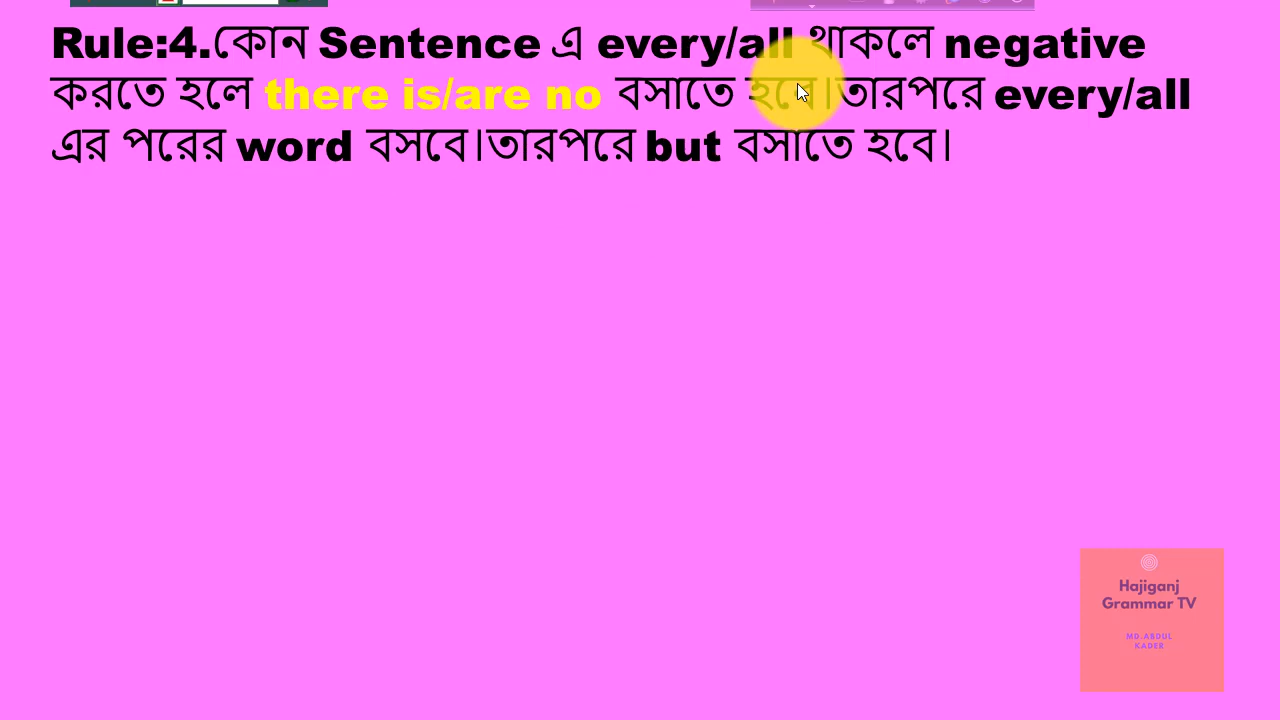 Rule:4.কোন Sentence এ every/all থাকলে negative
করতে হলে there is/are no বসাতে হবে।তারপরে every/all
এর পরের word বসবে।তারপরে but বসাতে হবে।
Hajiganj
Grammar TV
MD.ABDUL
KADER